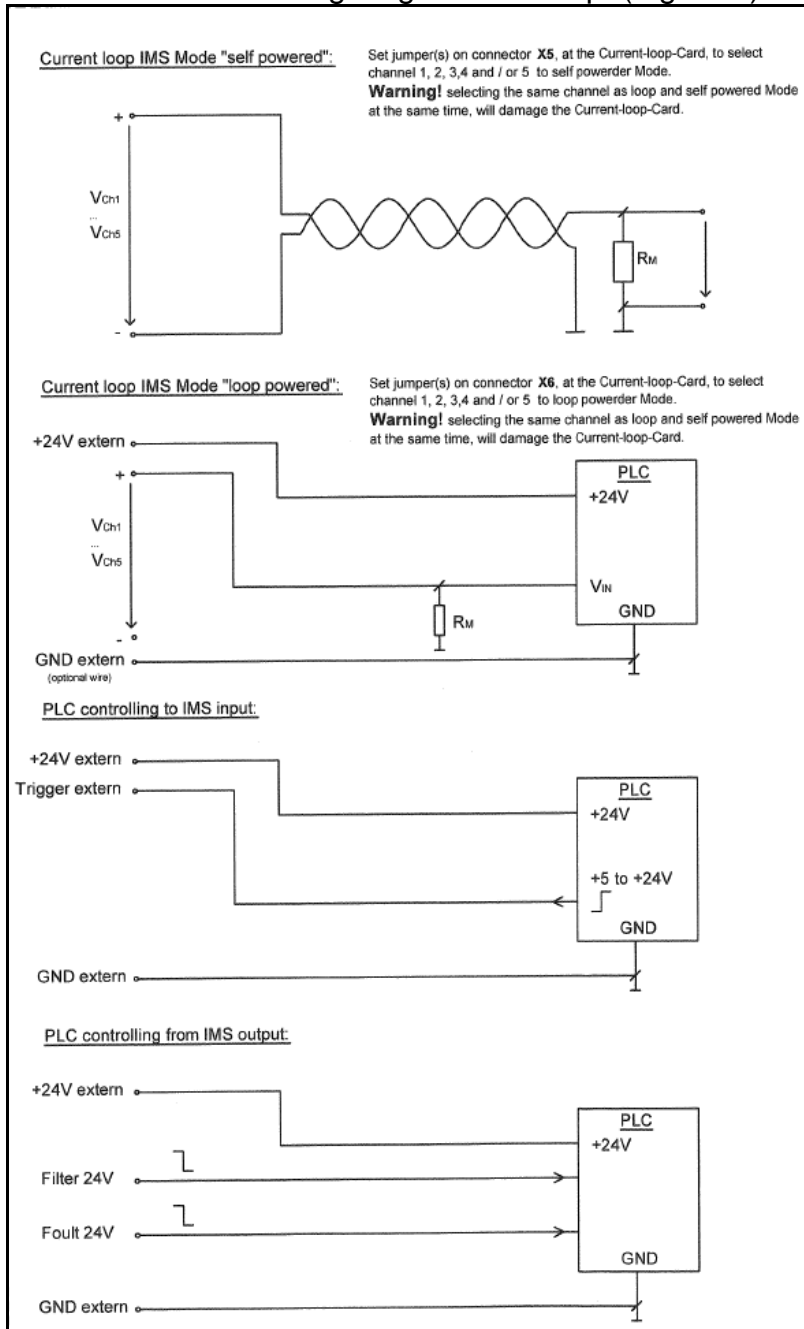 Current loop IMS Mode "self powered":
Set jumper(s) on connector X5, at the Current-loop-Card, to select
channel 1, 2, 3,4 and / or 5 to self powerder Mode.
Warning! selecting the same channel as loop and self powered Mode
at the same time, will damage the Current-loop-Card.
+
VCh1
...
VCh5
-
RM
Current loop IMS Mode "loop powered":
Set jumper(s) on connector X6, at the Current-loop-Card, to select
channel 1, 2, 3,4 and / or 5 to loop powerder Mode.
Warning! selecting the same channel as loop and self powered Mode
at the same time, will damage the Current-loop-Card.
+24V extern
+
VCh1
...
VCh5
-
GND extern
(optional wire)
RM
PLC
+24V
VIN
GND
PLC controlling to IMS input:
+24V extern
Trigger extern
GND extern
PLC
+24V
+5 to +24V
GND
PLC controlling from IMS output:
+24V extern
Filter 24V
Foult 24V
GND extern
PLC
+24V
GND